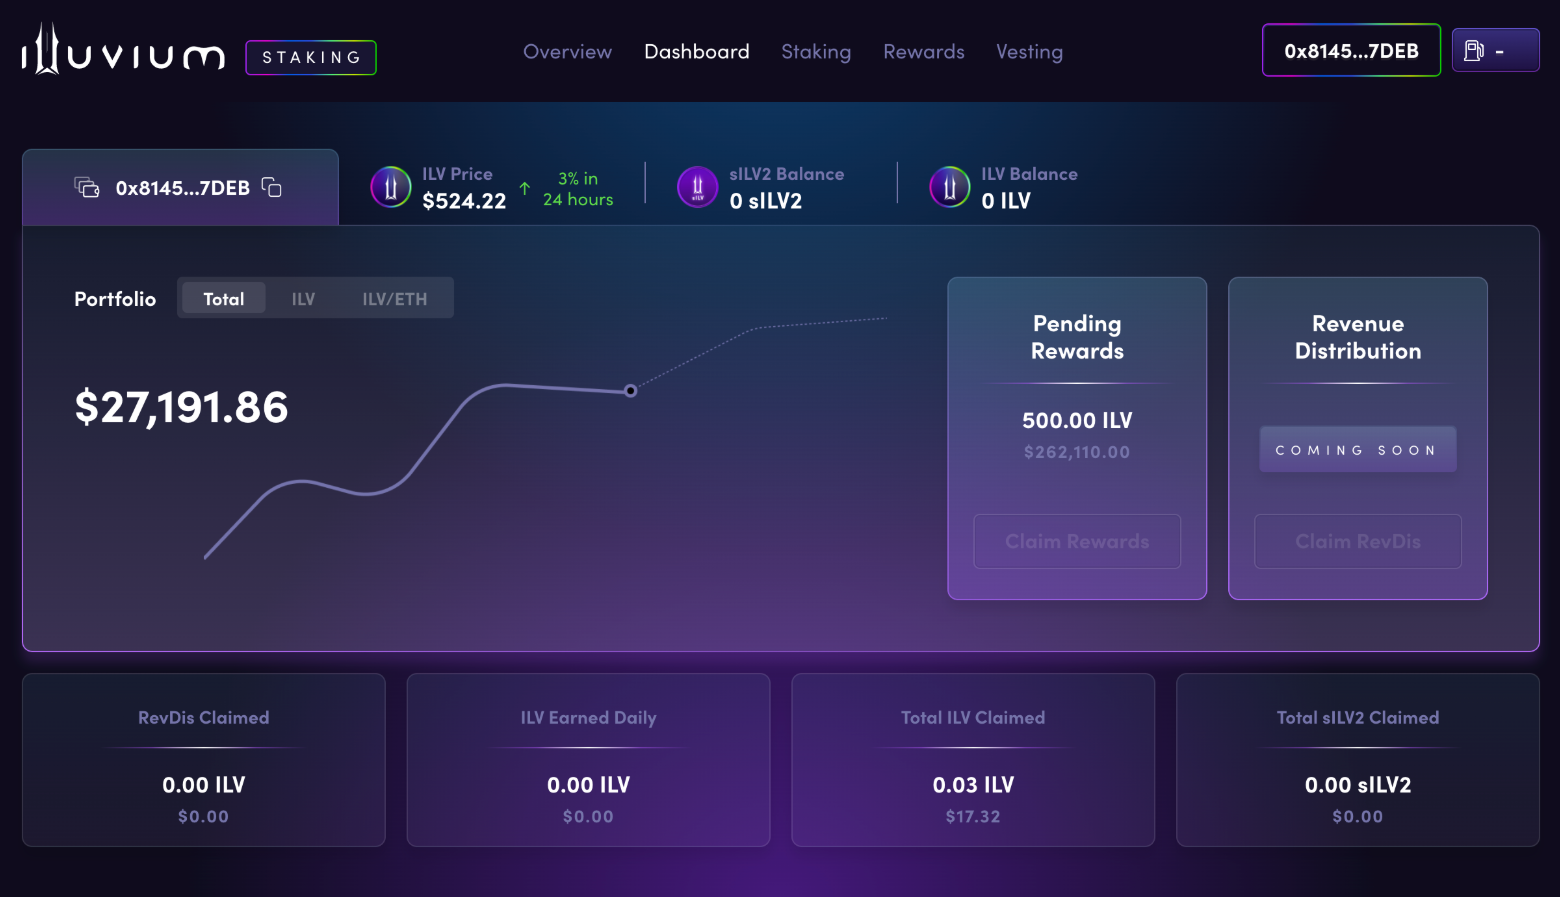 illuvium
STAKING
Overview
Dashboard
Staking
Rewards
Vesting
0x8145...7DEB
-
0x8145...7DEB
ILV Price
$524.22
3% in
24 hours
sILV
sILV2 Balance
0 sILV2
ILV Balance
0 ILV
Portfolio
Total
ILV
ILV/ETH
$27,191.86
Pending
Rewards
500.00 ILV
$262,110.00
Claim Rewards
Revenue
Distribution
COMING SOON
Claim RevDis
RevDis Claimed
0.00 ILV
$0.00
ILV Earned Daily
0.00 ILV
$0.00
Total ILV Claimed
0.03 ILV
$17.32
Total sILV2 Claimed
0.00 sILV2
$0.00